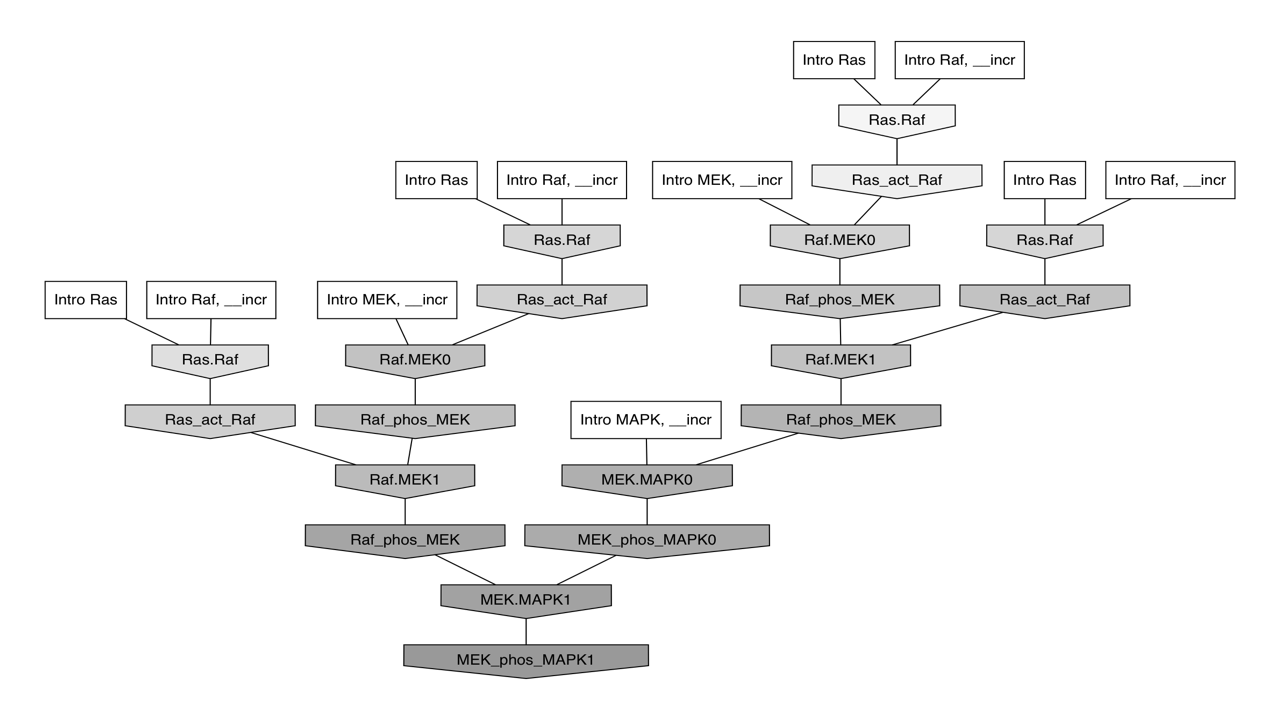 Intro Ras
Intro Raf, __incr
Ras.Raf
Intro Ras
Intro Raf, __incr
Intro MEK, __incr
Ras_act_Raf
Intro Ras
Intro Raf, __incr
Ras.Raf
Raf.MEK0
Ras.Raf
Intro Ras
Intro Raf, __incr
Intro MEK, __incr
Ras_act_Raf
Raf_phos_MEK
Ras_act_Raf
Ras.Raf
Raf.MEK0
Raf.MEK1
Ras_act_Raf
Raf_phos_MEK
Intro MAPK, __incr
Raf_phos_MEK
Raf.MEK1
MEK.MAPK0
Raf_phos_MEK
MEK_phos_MAPK0
MEK.MAPK1
MEK_phos_MAPK1